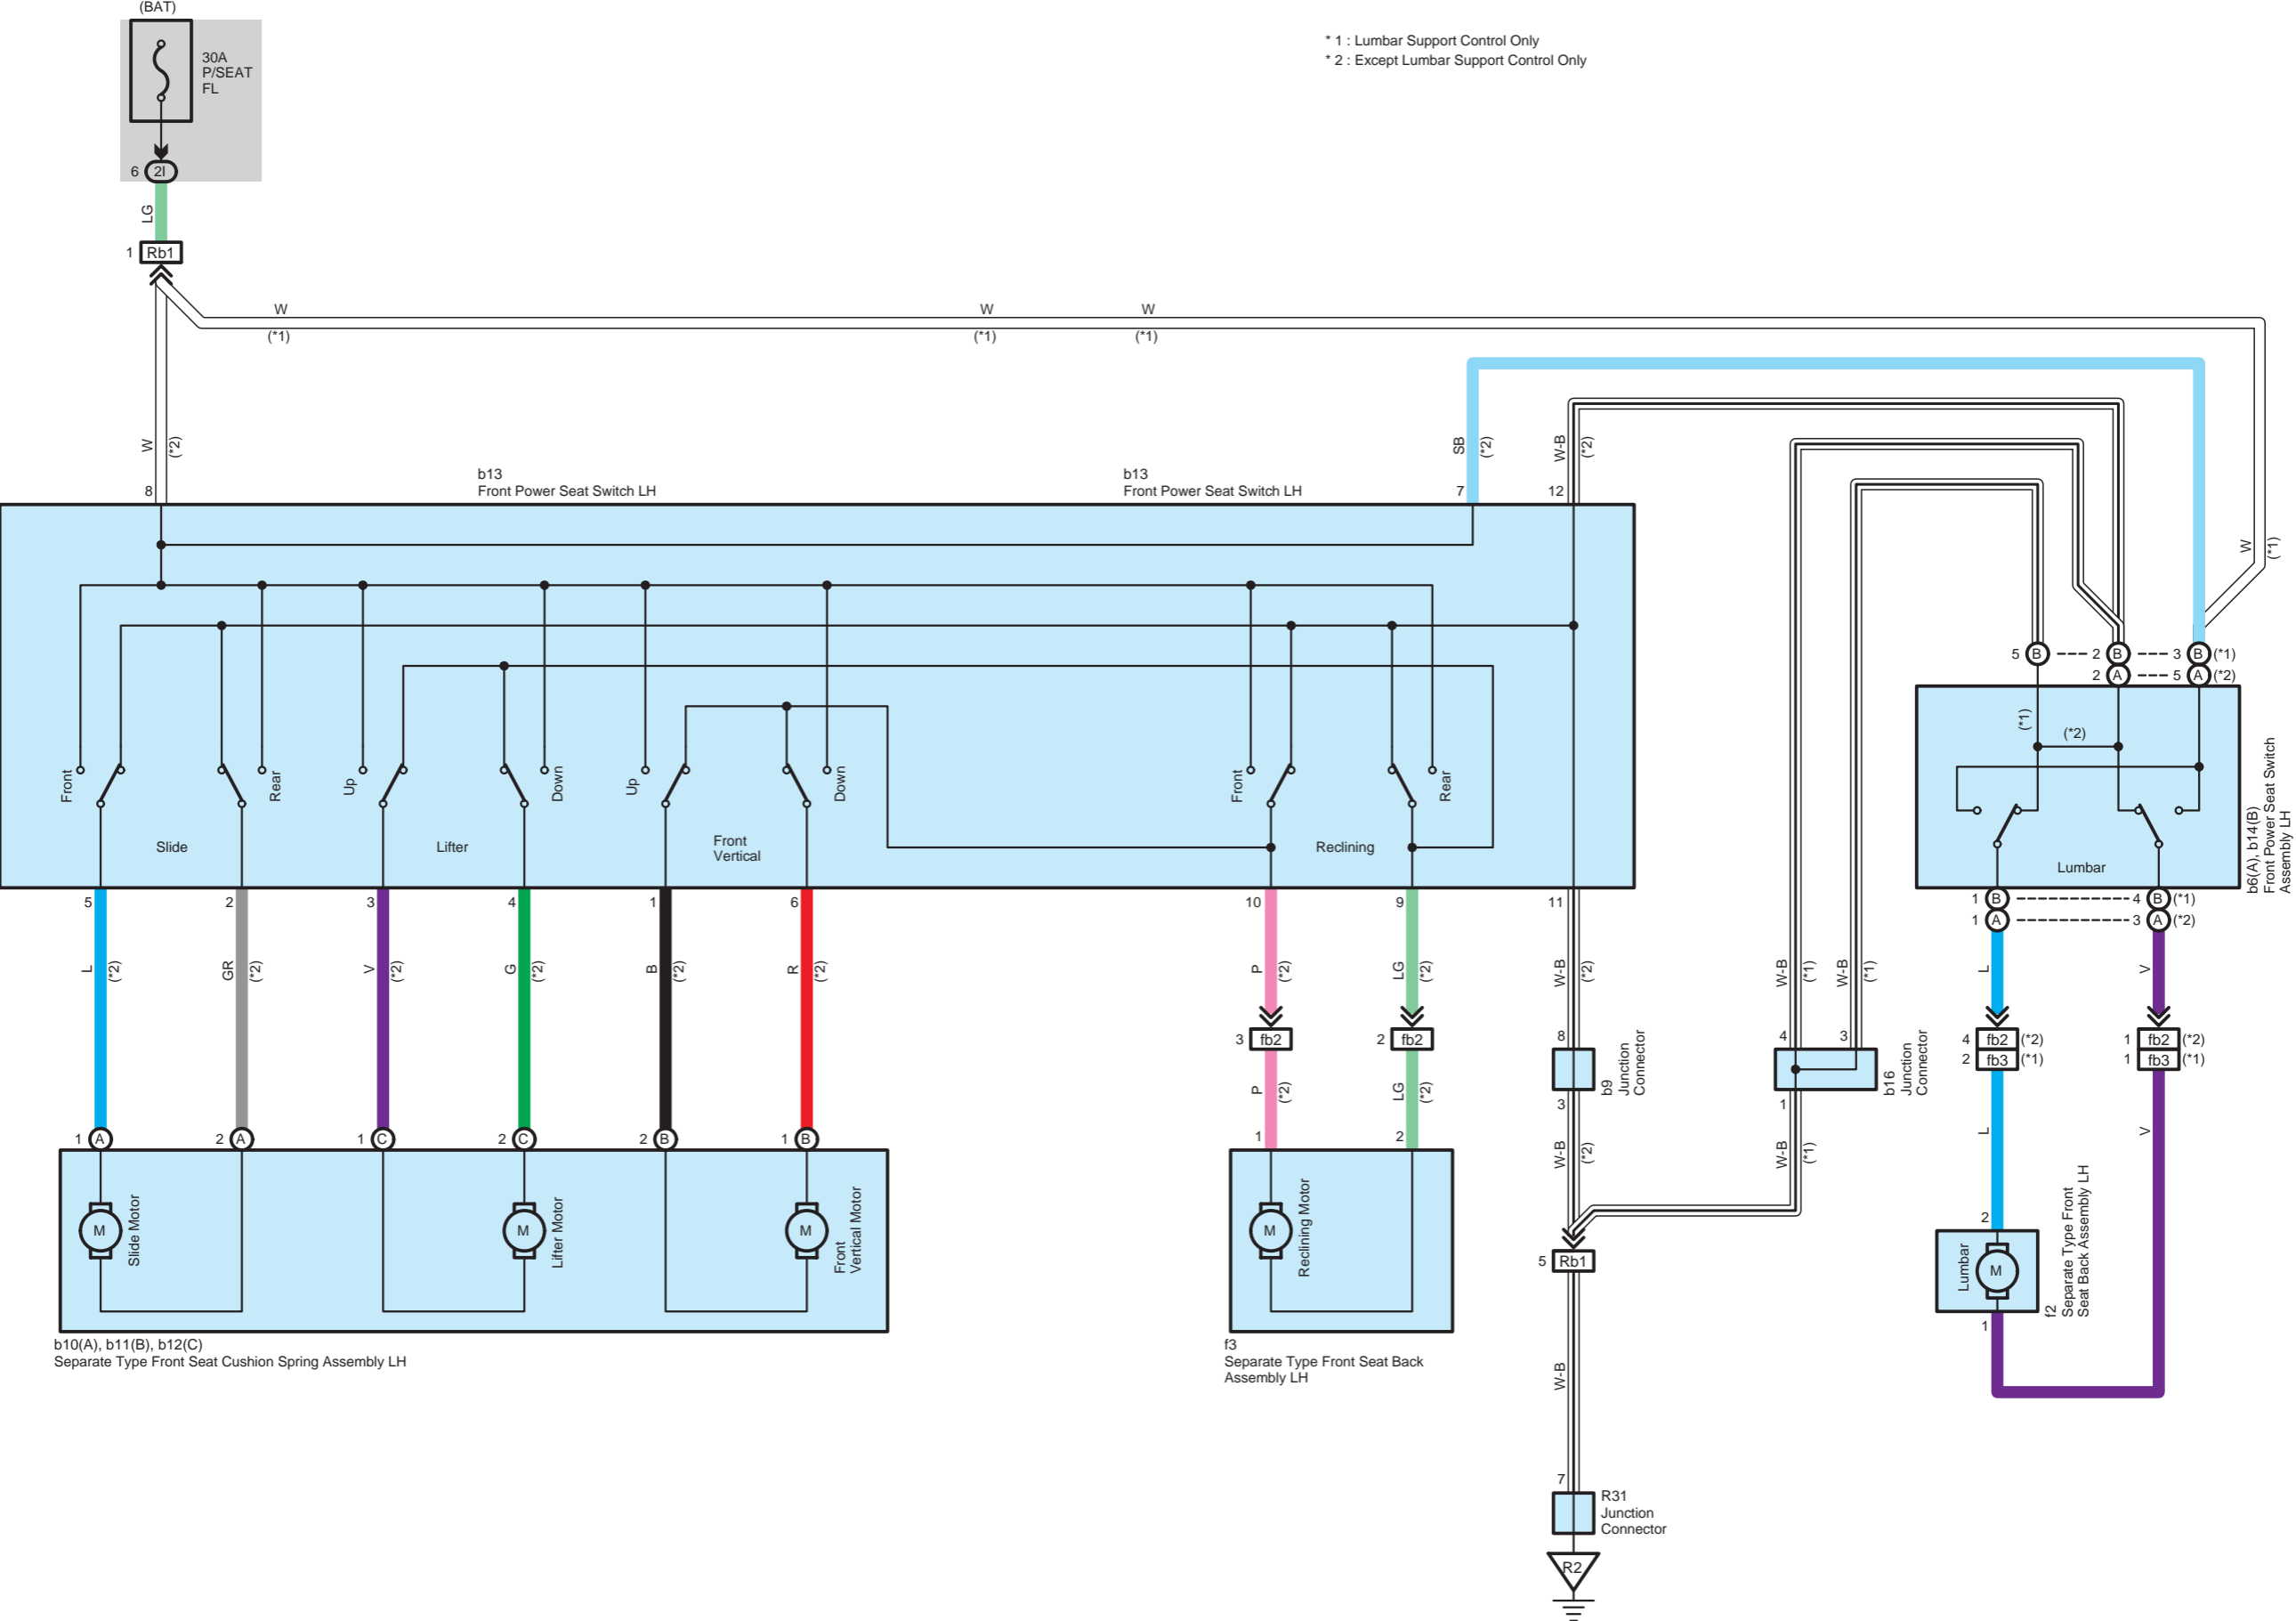 (BAT)
30A
P/SEAT
FL
6 2I
LG
1 Rb1
* 1 : Lumbar Support Control Only
* 2 : Except Lumbar Support Control Only
W
(*1)
W
(*1)
W
(*1)
W
(*2)
SB
(*2)
W-B
(*2)
W
(*1)
b13
Front Power Seat Switch LH
b13
Front Power Seat Switch LH
8
7
12
5 B 2 B 3 B (*1)
2 A 5 A (*2)
(*1)
(*2)
Front
Rear
Up
Down
Up
Down
Front
Rear
Slide
Lifter
Front
Vertical
Reclining
Lumbar
b6(A), b14(B)
Front Power Seat Switch
Assembly LH
5
2
3
4
1
6
10
9
11
1 B 4 B (*1)
1 A 3 A (*2)
L
(*2)
GR
(*2)
V
(*2)
G
(*2)
B
(*2)
R
(*2)
P
(*2)
LG
(*2)
W-B
(*2)
W-B
(*1)
W-B
(*1)
L
V
3 fb2
2 fb2
8
4
3
4 fb2 (*2)
2 fb3 (*1)
1 fb2 (*2)
1 fb3 (*1)
b9
Junction
Connector
b16
Junction
Connector
3
1
P
(*2)
LG
(*2)
W-B
(*2)
W-B
(*1)
L
V
1 A
2 A
1 C
2 C
2 B
1 B
1
2
M
Slide Motor
M
Lifter Motor
M
Front
Vertical Motor
M
Reclining Motor
5 Rb1
2
Lumbar
M
1
f2
Separate Type Front
Seat Back Assembly LH
b10(A), b11(B), b12(C)
Separate Type Front Seat Cushion Spring Assembly LH
f3
Separate Type Front Seat Back
Assembly LH
W-B
7
R31
Junction
Connector
R2